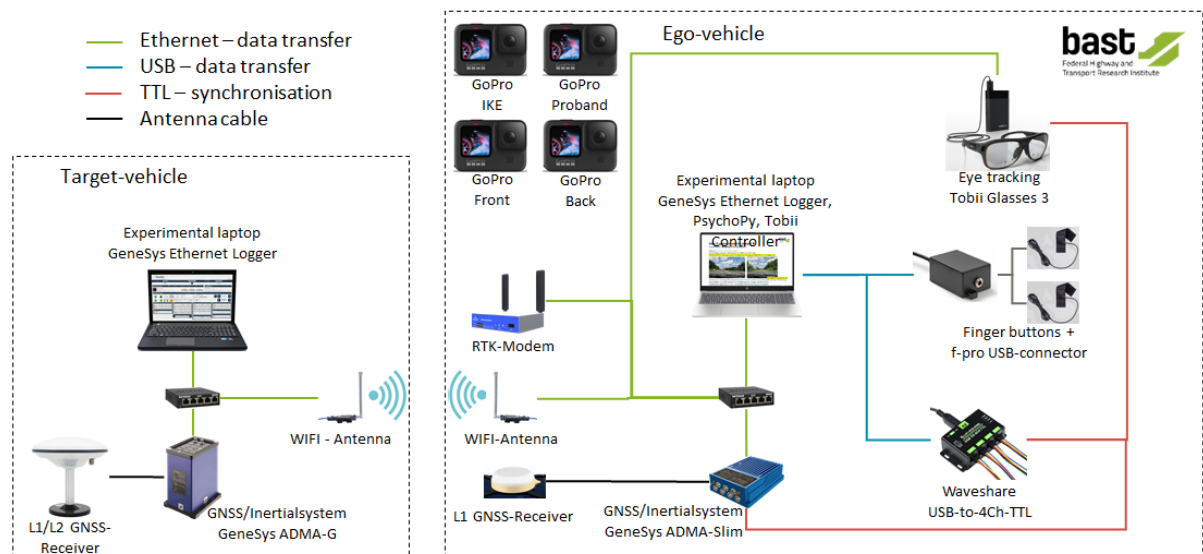 Ethernet – data transfer
USB – data transfer
TTL – synchronisation
Antenna cable
Target-vehicle
Experimental laptop
GeneSys Ethernet Logger
WIFI - Antenna
L1/L2 GNSS-
Receiver
GNSS/Inertialsystem
GeneSys ADMA-G
Ego-vehicle
bast
Federal Highway and
Transport Research Institute
GoPro
IKE
GoPro
Proband
GoPro
Front
GoPro
Back
Experimental laptop
GeneSys Ethernet Logger,
PsychoPy, Tobii
Controller
Eye tracking
Tobii Glasses 3
RTK-Modem
Finger buttons +
f-pro USB-connector
WIFI-Antenna
L1 GNSS-Receiver
GNSS/Inertialsystem
GeneSys ADMA-Slim
Waveshare
USB-to-4Ch-TTL